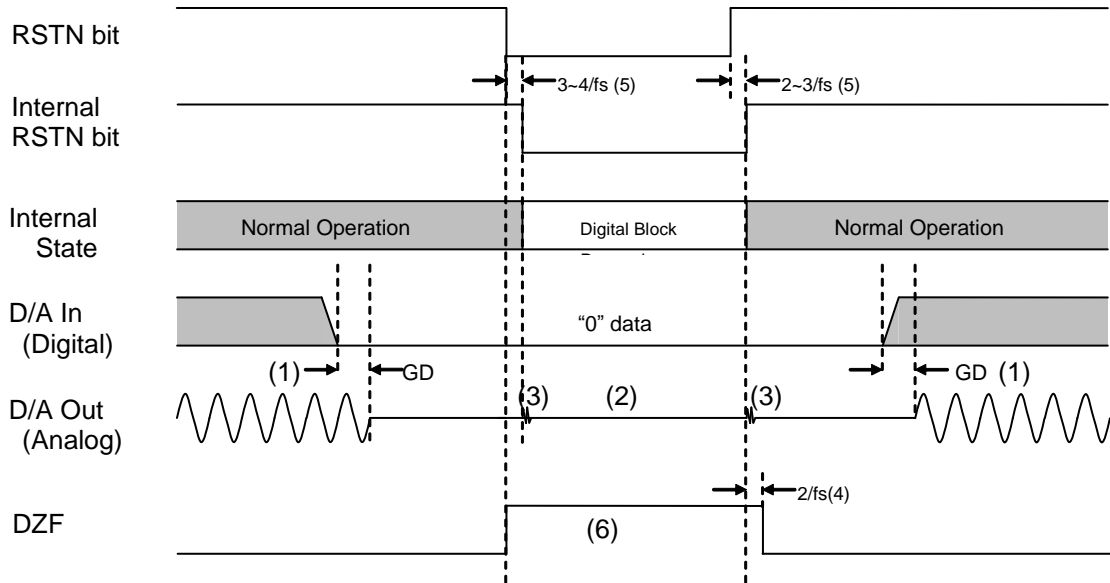 RSTN bit
3~4/fs (5)
2~3/fs (5)
Internal
RSTN bit
Internal
State
Normal Operation
Digital Block
Normal Operation
D/A In
(Digital)
“0” data
(1)
GD
GD
(1)
D/A Out
(Analog)
(3)
(2)
(3)
2/fs(4)
DZF
(6)